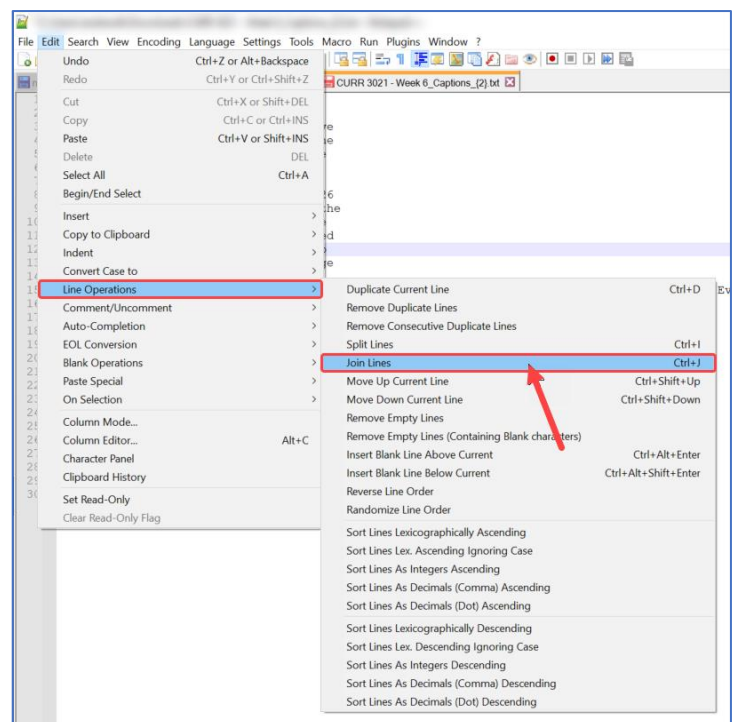 File Edit Search View Encoding Language Settings Tools Macro Run Plugins Window ?
CURR 3021 - Week 6_Captions_{2}.txt
Undo Ctrl+Z or Alt+Backspace
Redo Ctrl+Y or Ctrl+Shift+Z
Cut Ctrl+X or Shift+DEL
Copy Ctrl+C or Ctrl+INS
Paste Ctrl+V or Shift+INS
Delete DEL
Select All Ctrl+A
Begin/End Select
Insert
Copy to Clipboard
Indent
Convert Case to
Line Operations
Comment/Uncomment
Auto-Completion
EOL Conversion
Blank Operations
Paste Special
On Selection
Column Mode...
Column Editor... Alt+C
Character Panel
Clipboard History
Set Read-Only
Clear Read-Only Flag
Duplicate Current Line Ctrl+D
Remove Duplicate Lines
Remove Consecutive Duplicate Lines
Split Lines Ctrl+I
Join Lines Ctrl+J
Move Up Current Line Ctrl+Shift+Up
Move Down Current Line Ctrl+Shift+Down
Remove Empty Lines
Remove Empty Lines (Containing Blank characters)
Insert Blank Line Above Current Ctrl+Alt+Enter
Insert Blank Line Below Current Ctrl+Alt+Shift+Enter
Reverse Line Order
Randomize Line Order
Sort Lines Lexicographically Ascending
Sort Lines Lex. Ascending Ignoring Case
Sort Lines As Integers Ascending
Sort Lines As Decimals (Comma) Ascending
Sort Lines As Decimals (Dot) Ascending
Sort Lines Lexicographically Descending
Sort Lines Lex. Descending Ignoring Case
Sort Lines As Integers Descending
Sort Lines As Decimals (Comma) Descending
Sort Lines As Decimals (Dot) Descending